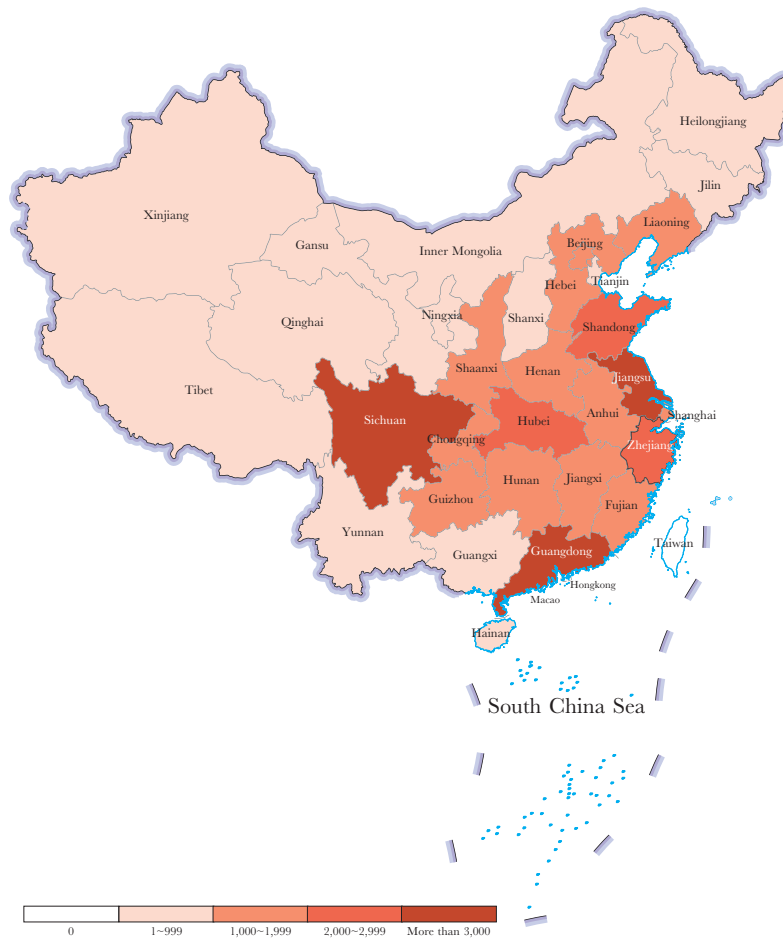 Heilongjiang
Jilin
Xinjiang
Liaoning
Gansu
Beijing
Inner Mongolia
Tianjin
Hebei
Ningxia
Shanxi
Qinghai
Shandong
Shaanxi
Henan
Jiangsu
Tibet
Anhui
Shanghai
Sichuan
Hubei
Chongqing
Zhejiang
Hunan
Jiangxi
Guizhou
Fujian
Yunnan
Taiwan
Guangxi
Guangdong
Hongkong
Macao
Hainan
South China Sea
0
1~999
1,000~1,999
2,000~2,999
More than 3,000